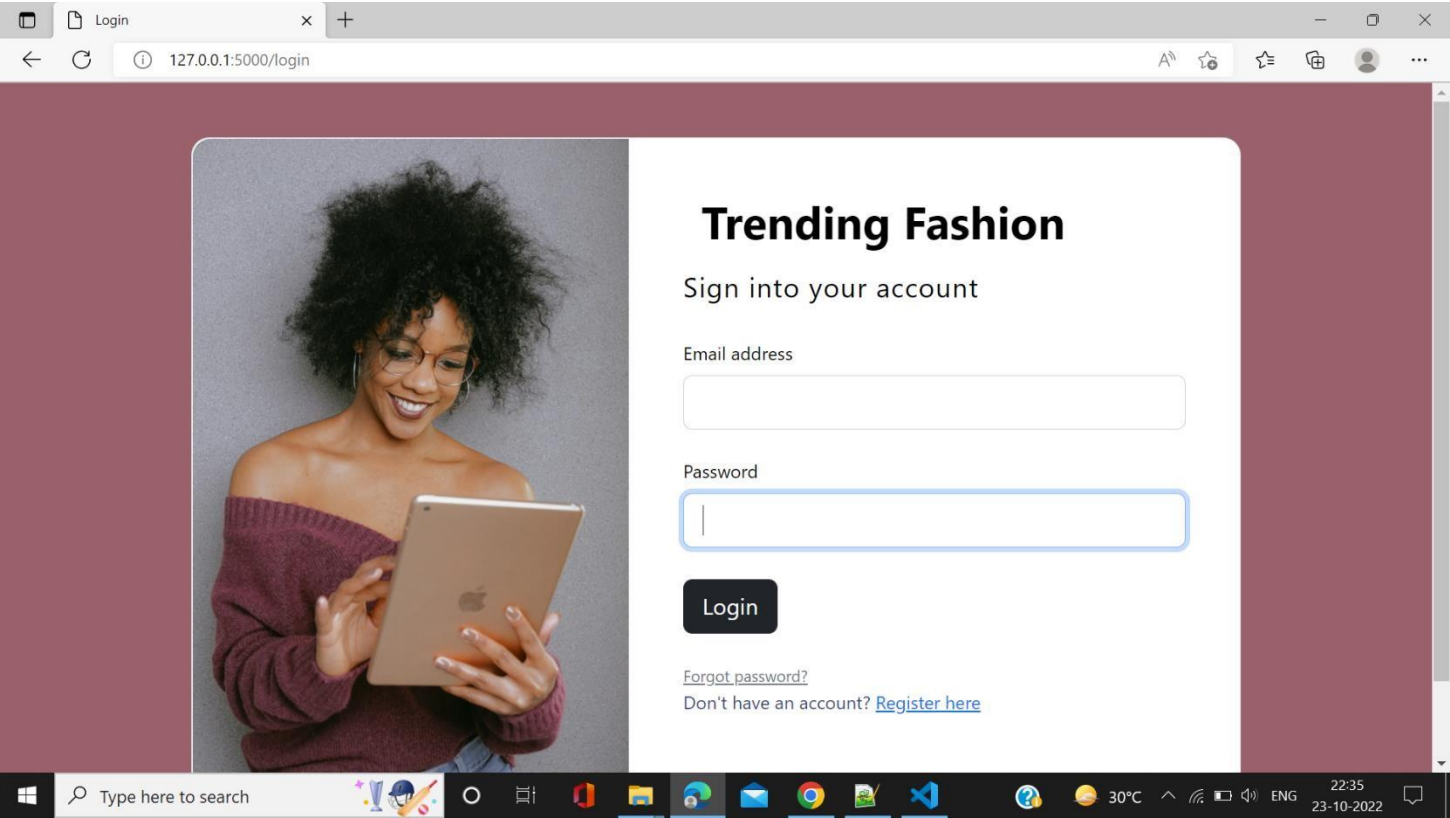 Login
127.0.0.1:5000/login
Trending Fashion
Sign into your account
Email address
Password
Login
Forgot password?
Don't have an account? Register here
Type here to search
30°C
ENG
22:35
23-10-2022